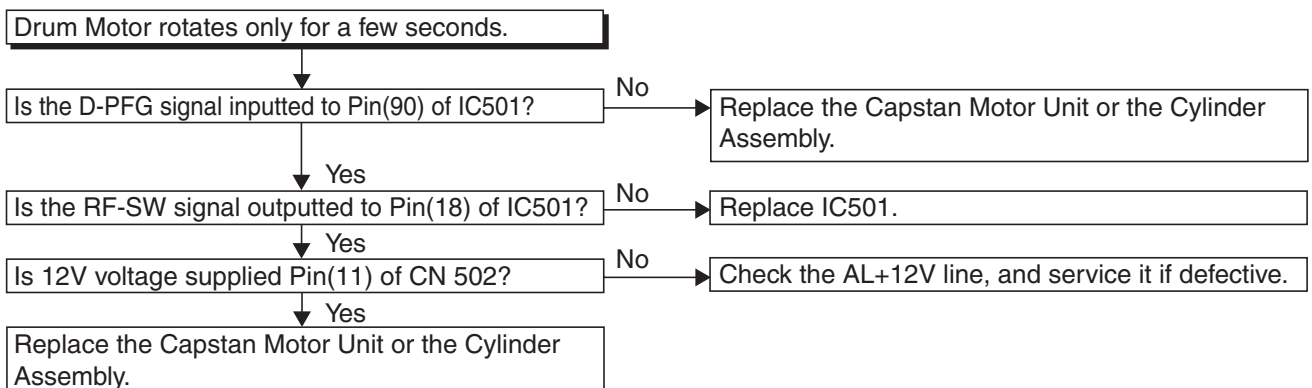 Drum Motor rotates only for a few seconds.
Is the D-PFG signal inputted to Pin(90) of IC501?
No
Replace the Capstan Motor Unit or the Cylinder
Assembly.
Yes
Is the RF-SW signal outputted to Pin(18) of IC501?
No
Replace IC501.
Yes
Is 12V voltage supplied Pin(11) of CN 502?
No
Check the AL+12V line, and service it if defective.
Yes
Replace the Capstan Motor Unit or the Cylinder
Assembly.